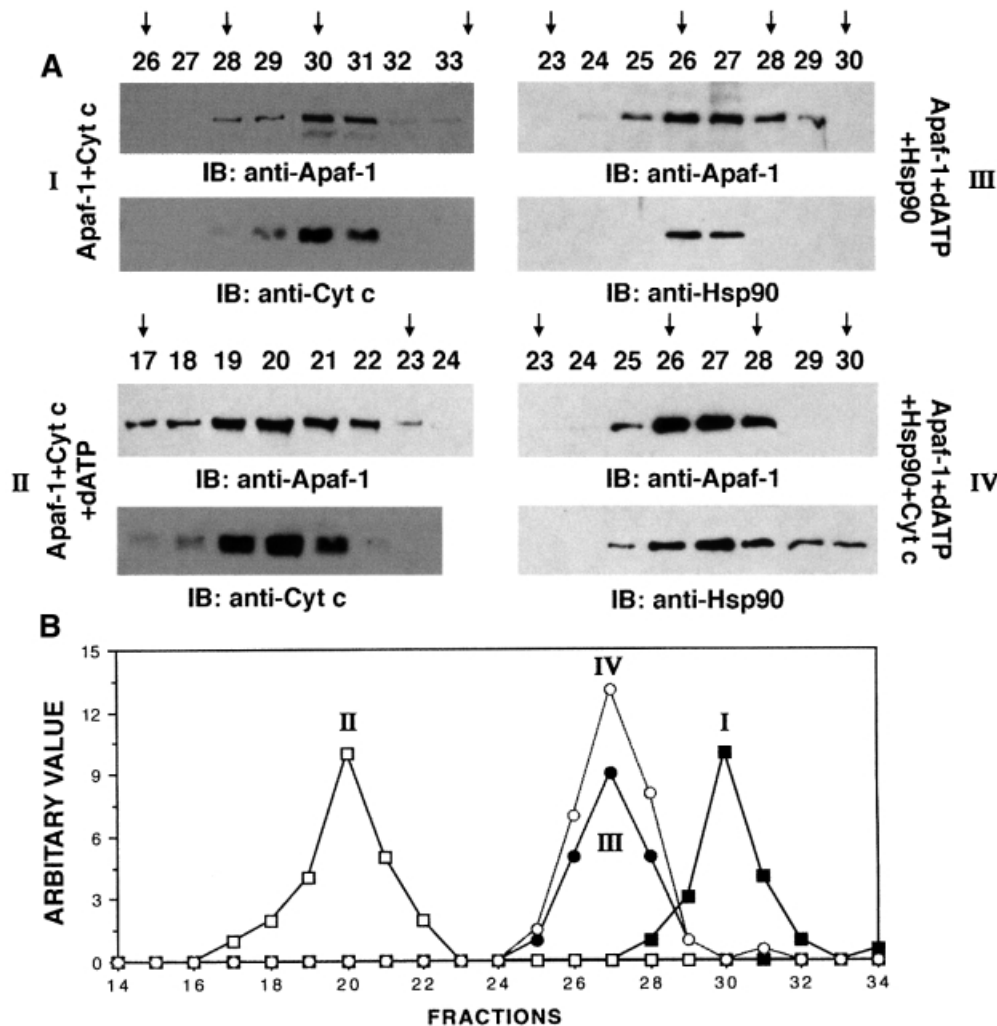 A
26 27 28 29 30 31 32 33
I
Apaf-1+Cyt c
IB: anti-Apaf-1
IB: anti-Cyt c
23 24 25 26 27 28 29 30
IB: anti-Apaf-1
IB: anti-Hsp90
Apaf-1+dATP
+Hsp90
III
17 18 19 20 21 22 23 24
II
Apaf-1+Cyt c
+dATP
IB: anti-Apaf-1
IB: anti-Cyt c
23 24 25 26 27 28 29 30
IB: anti-Apaf-1
IB: anti-Hsp90
Apaf-1+dATP
+Hsp90+Cyt c
IV
B
ARBITARY VALUE
15
12
9
6
3
0
II
IV
III
I
14 16 18 20 22 24 26 28 30 32 34
FRACTIONS